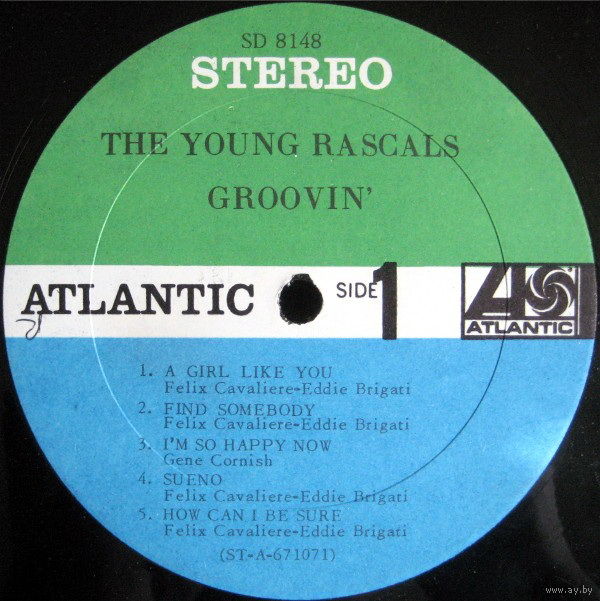 SD 8148
STEREO
THE YOUNG RASCALS
GROOVIN'
ATLANTIC
SIDE 1
ATLANTIC
1. A GIRL LIKE YOU
Felix Cavaliere-Eddie Brigati
2. FIND SOMEBODY
Felix Cavaliere-Eddie Brigati
3. I'M SO HAPPY NOW
Gene Cornish
4. SUENO
Felix Cavaliere-Eddie Brigati
5. HOW CAN I BE SURE
Felix Cavaliere-Eddie Brigati
(ST-A-671071)
www.ay.by